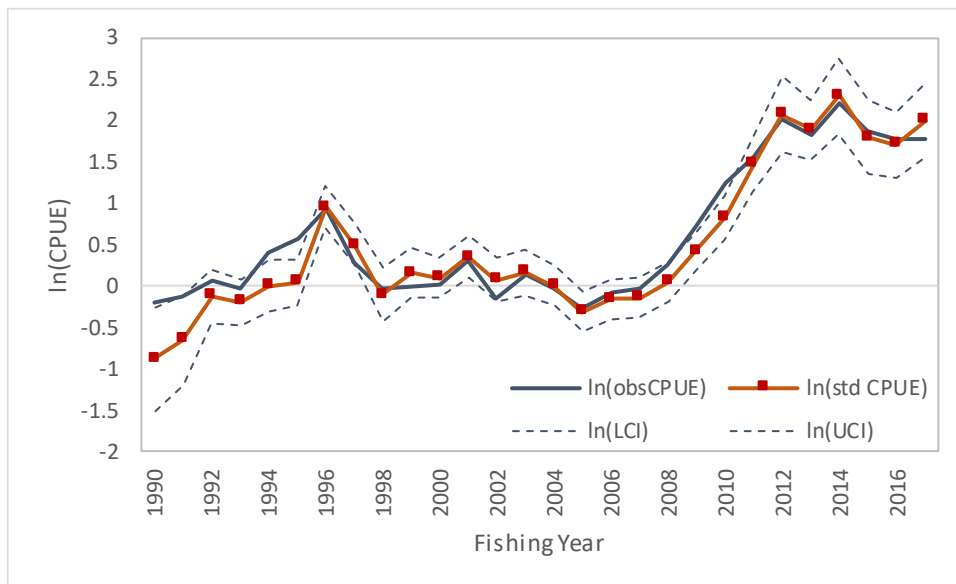 3
2.5
2
1.5
1
0.5
0
-0.5
-1
-1.5
-2
ln(CPUE)
ln(obsCPUE) ln(std CPUE)
ln(LCI) ln(UCI)
1990 1992 1994 1996 1998 2000 2002 2004 2006 2008 2010 2012 2014 2016
Fishing Year